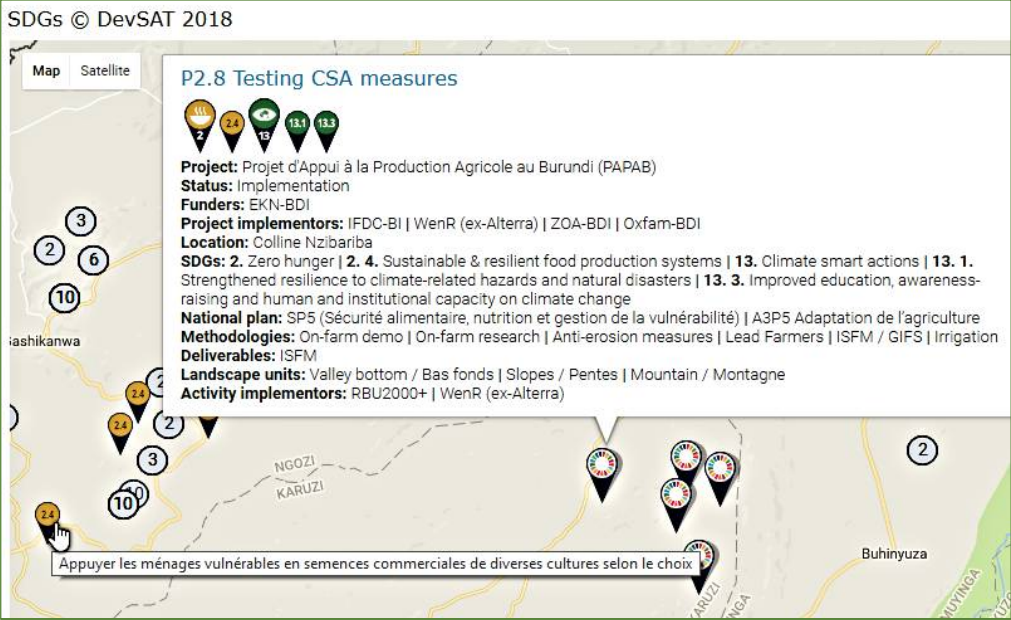 SDGs © DevSAT 2018
Map Satellite
P2.8 Testing CSA measures
2 2.4 13 13.1 13.3
Project: Projet d'Appui à la Production Agricole au Burundi (PAPAB)
Status: Implementation
Funders: EKN-BDI
Project implementors: IFDC-BI | WenR (ex-Alterra) | ZOA-BDI | Oxfam-BDI
Location: Colline Nzibariba
SDGs: 2. Zero hunger | 2. 4. Sustainable & resilient food production systems | 13. Climate smart actions | 13. 1.
Strengthened resilience to climate-related hazards and natural disasters | 13. 3. Improved education, awareness-
raising and human and institutional capacity on climate change
National plan: SP5 (Sécurité alimentaire, nutrition et gestion de la vulnérabilité) | A3P5 Adaptation de l'agriculture
Methodologies: On-farm demo | On-farm research | Anti-erosion measures | Lead Farmers | ISFM / GIFS | Irrigation
Deliverables: ISFM
Landscape units: Valley bottom / Bas fonds | Slopes / Pentes | Mountain / Montagne
Activity implementors: RBU2000+ | WenR (ex-Alterra)
3
2
6
10
2
2.4
2.4
2
3
10
10
2.4
NGOZI
KARUZI
2
Buhinyuza
Appuyer les ménages vulnérables en semences commerciales de diverses cultures selon le choix
MUYINGA